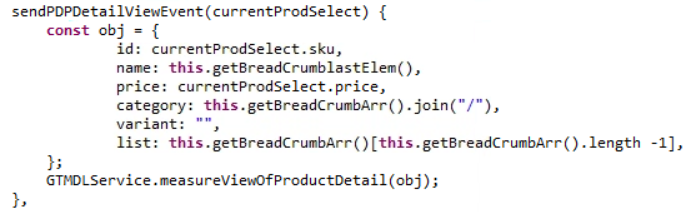 sendPDPDetailViewEvent(currentProdSelect) {
const obj = {
id: currentProdSelect.sku,
name: this.getBreadCrumblastElem(),
price: currentProdSelect.price,
category: this.getBreadCrumbArr().join("/"),
variant: "",
list: this.getBreadCrumbArr()[this.getBreadCrumbArr().length -1],
};
GTMDLService.measureViewOfProductDetail(obj);
},